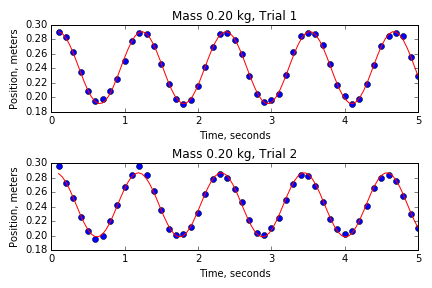 Mass 0.20 kg, Trial 1
0.30
0.28
0.26
0.24
0.22
0.20
0.18
Position, meters
0 1 2 3 4 5
Time, seconds
Mass 0.20 kg, Trial 2
0.30
0.28
0.26
0.24
0.22
0.20
0.18
Position, meters
0 1 2 3 4 5
Time, seconds